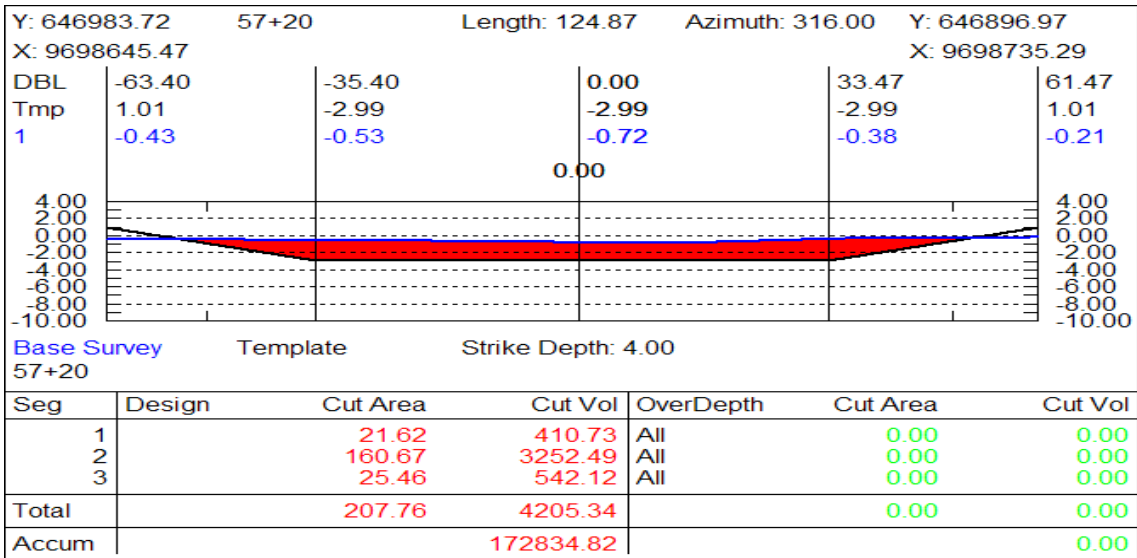 Y: 646983.72 57+20 Length: 124.87 Azimuth: 316.00 Y: 646896.97
X: 9698645.47 X: 9698735.29
DBL -63.40 -35.40 0.00 33.47 61.47
Tmp 1.01 -2.99 -2.99 -2.99 1.01
1 -0.43 -0.53 -0.72 -0.38 -0.21
0.00
4.00 4.00
2.00 2.00
0.00 0.00
-2.00 -2.00
-4.00 -4.00
-6.00 -6.00
-8.00 -8.00
-10.00 -10.00
Base Survey Template Strike Depth: 4.00
57+20
Seg Design Cut Area Cut Vol OverDepth Cut Area Cut Vol
1 21.62 410.73 All 0.00 0.00
2 160.67 3252.49 All 0.00 0.00
3 25.46 542.12 All 0.00 0.00
Total 207.76 4205.34 0.00 0.00
Accum 172834.82 0.00